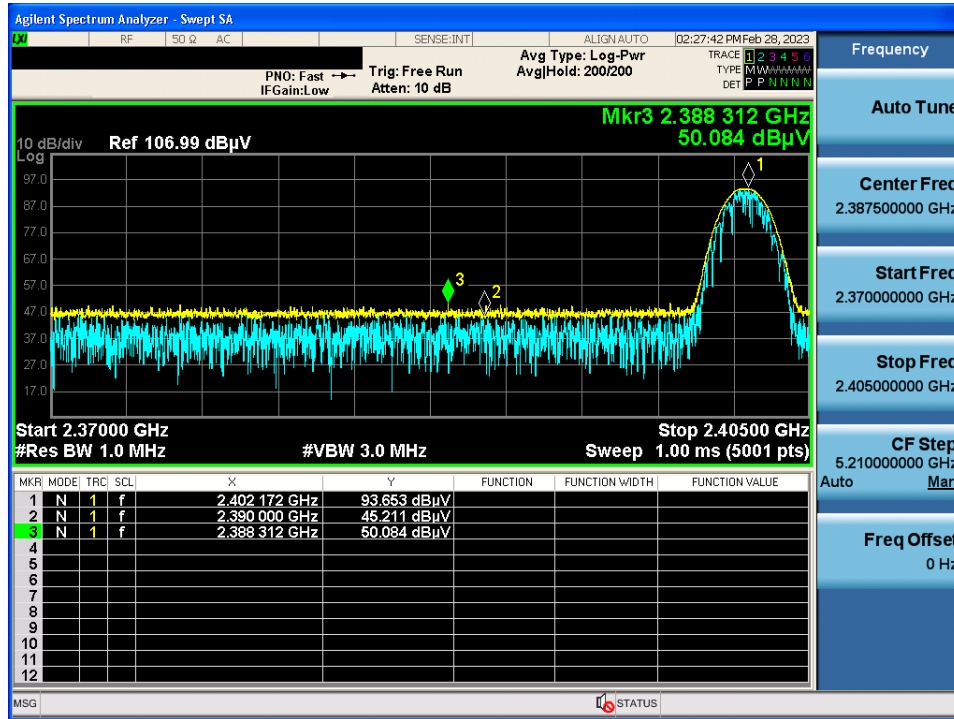 Agilent Spectrum Analyzer - Swept SA
LXI RF 50 Ω AC SENSE:INT ALIGN AUTO 02:27:42 PM Feb 28, 2023
PNO: Fast Trig: Free Run Avg Type: Log-Pwr TRACE 1 2 3 4 5 6
IFGain:Low Atten: 10 dB Avg|Hold: 200/200 TYPE M W W W W W
DET P P N N N N
Mkr3 2.388 312 GHz
50.084 dBµV
10 dB/div Ref 106.99 dBµV
Log
97.0
87.0
77.0
67.0
57.0
47.0
37.0
27.0
17.0
1
3
2
Start 2.37000 GHz Stop 2.40500 GHz
#Res BW 1.0 MHz #VBW 3.0 MHz Sweep 1.00 ms (5001 pts)
MKR MODE TRC SCL X Y FUNCTION FUNCTION WIDTH FUNCTION VALUE
1 N 1 f 2.402 172 GHz 93.653 dBµV
2 N 1 f 2.390 000 GHz 45.211 dBµV
3 N 1 f 2.388 312 GHz 50.084 dBµV
4
5
6
7
8
9
10
11
12
MSG STATUS
Frequency
Auto Tune
Center Freq
2.387500000 GHz
Start Freq
2.370000000 GHz
Stop Freq
2.405000000 GHz
CF Step
5.210000000 GHz
Auto Man
Freq Offset
0 Hz